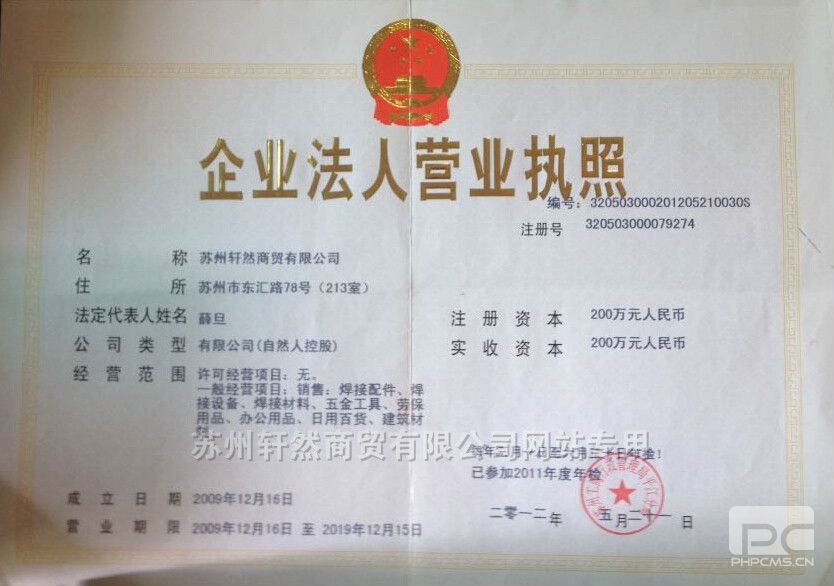 企业法人营业执照
编号：320503000201205210030S
注册号 320503000079274
名称 苏州轩然商贸有限公司
住所 苏州市东汇路78号（213室）
法定代表人姓名 薛旦
注册资本 200万元人民币
公司类型 有限公司(自然人控股)
实收资本 200万元人民币
经营范围 许可经营项目：无。
一般经营项目：销售：焊接配件、焊
接设备、焊接材料、五金工具、劳保
用品、办公用品、日用百货、建筑材
苏州轩然商贸有限公司网站专用
已参加2011年度年检
成立日期 2009年12月16日
二零一二年 五月二十一日
营业期限 2009年12月16日 至 2019年12月15日
PC
PHPCMS.CN